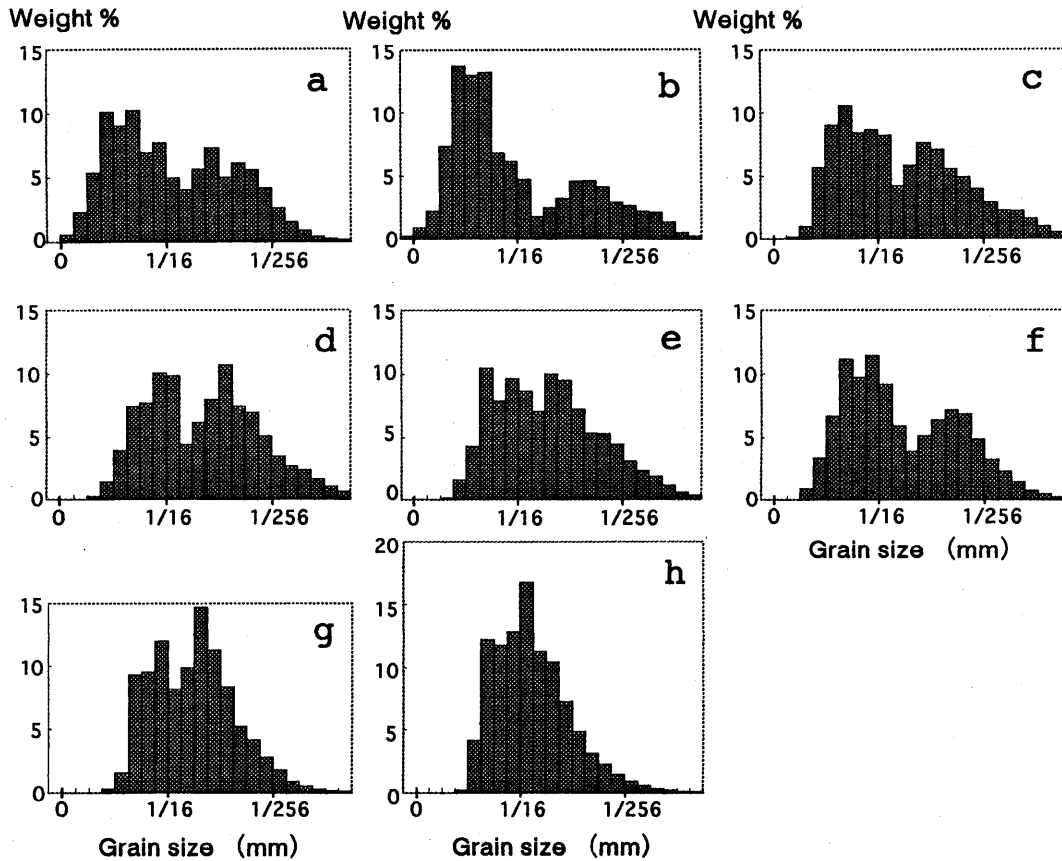 Weight % Weight % Weight %
15 15 15
a b c
10 10 10
5 5 5
0 0 0
0 1/16 1/256 0 1/16 1/256 0 1/16 1/256
15 15 15
d e f
10 10 10
5 5 5
0 0 0
0 1/16 1/256 0 1/16 1/256 0 1/16 1/256
Grain size (mm)
20
h
15 15
g
10 10
5 5
0 0
0 1/16 1/256 0 1/16 1/256
Grain size (mm) Grain size (mm)